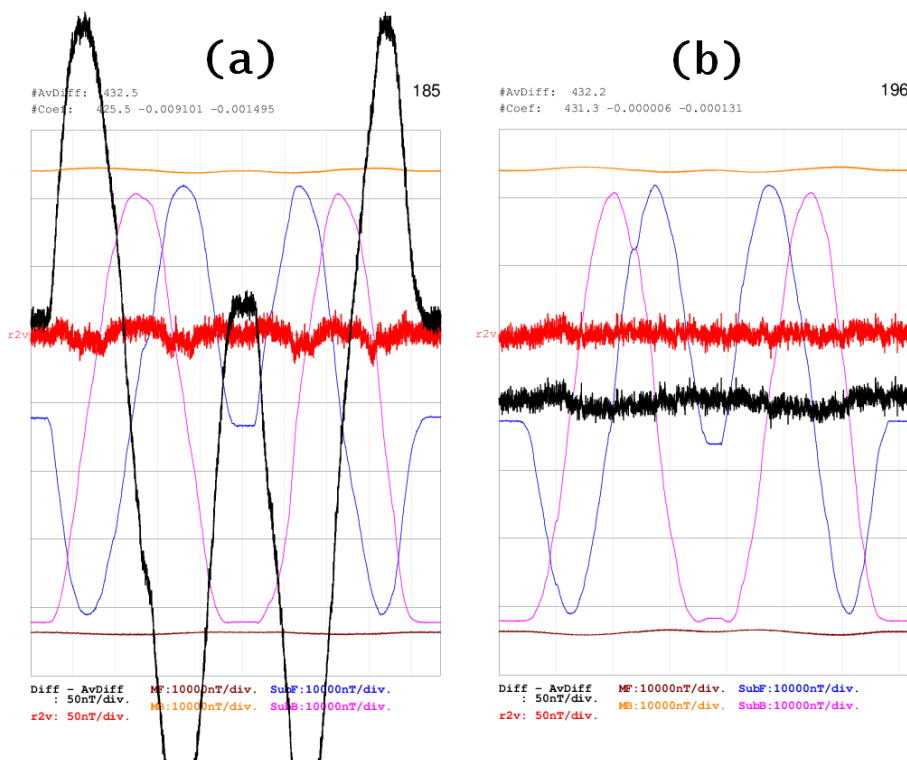 (a)
#AvDiff: 432.5
185
#Coef: 425.5 -0.009101 -0.001495
r2v
Diff - AvDiff
: 50nT/div.
r2v: 50nT/div.
MF:10000nT/div.
MB:10000nT/div.
SubF:10000nT/div.
SubB:10000nT/div.
(b)
#AvDiff: 432.2
196
#Coef: 431.3 -0.000006 -0.000131
r2v
Diff - AvDiff
: 50nT/div.
r2v: 50nT/div.
MF:10000nT/div.
MB:10000nT/div.
SubF:10000nT/div.
SubB:10000nT/div.